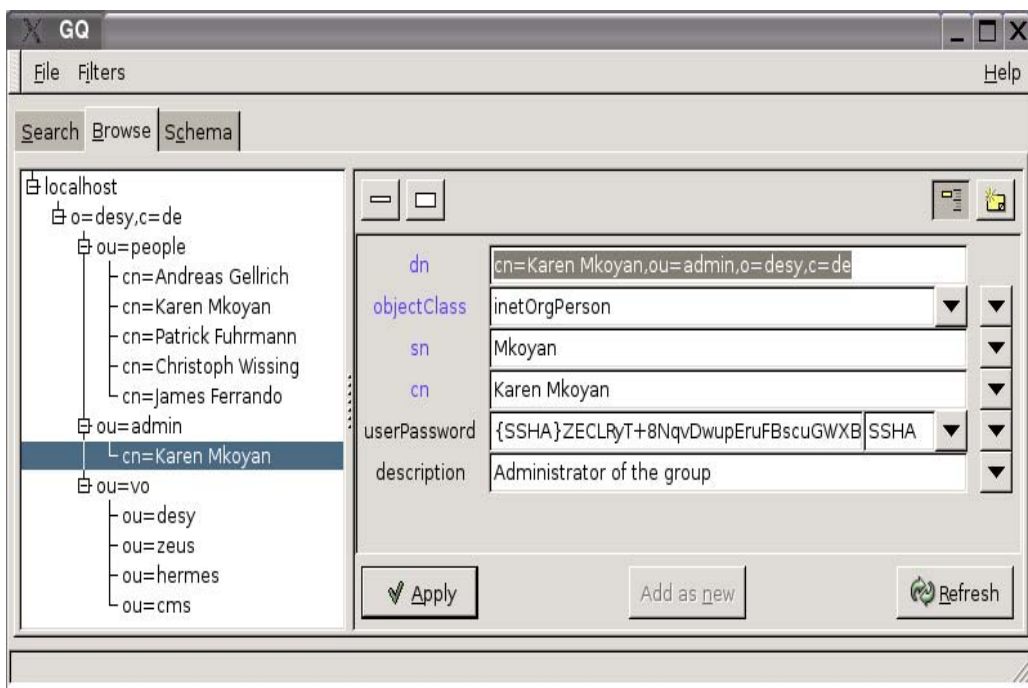 GQ
File Filters Help
Search Browse Schema
localhost
o=desy,c=de
ou=people
cn=Andreas Gellrich
cn=Karen Mkoyan
cn=Patrick Fuhrmann
cn=Christoph Wissing
cn=James Ferrando
ou=admin
cn=Karen Mkoyan
ou=vo
ou=desy
ou=zeus
ou=hermes
ou=cms
dn cn=Karen Mkoyan,ou=admin,o=desy,c=de
objectClass inetOrgPerson
sn Mkoyan
cn Karen Mkoyan
userPassword {SSHA}ZECLRyT+8NqvDwupEruFBscuGWXB SSHA
description Administrator of the group
Apply Add as new Refresh